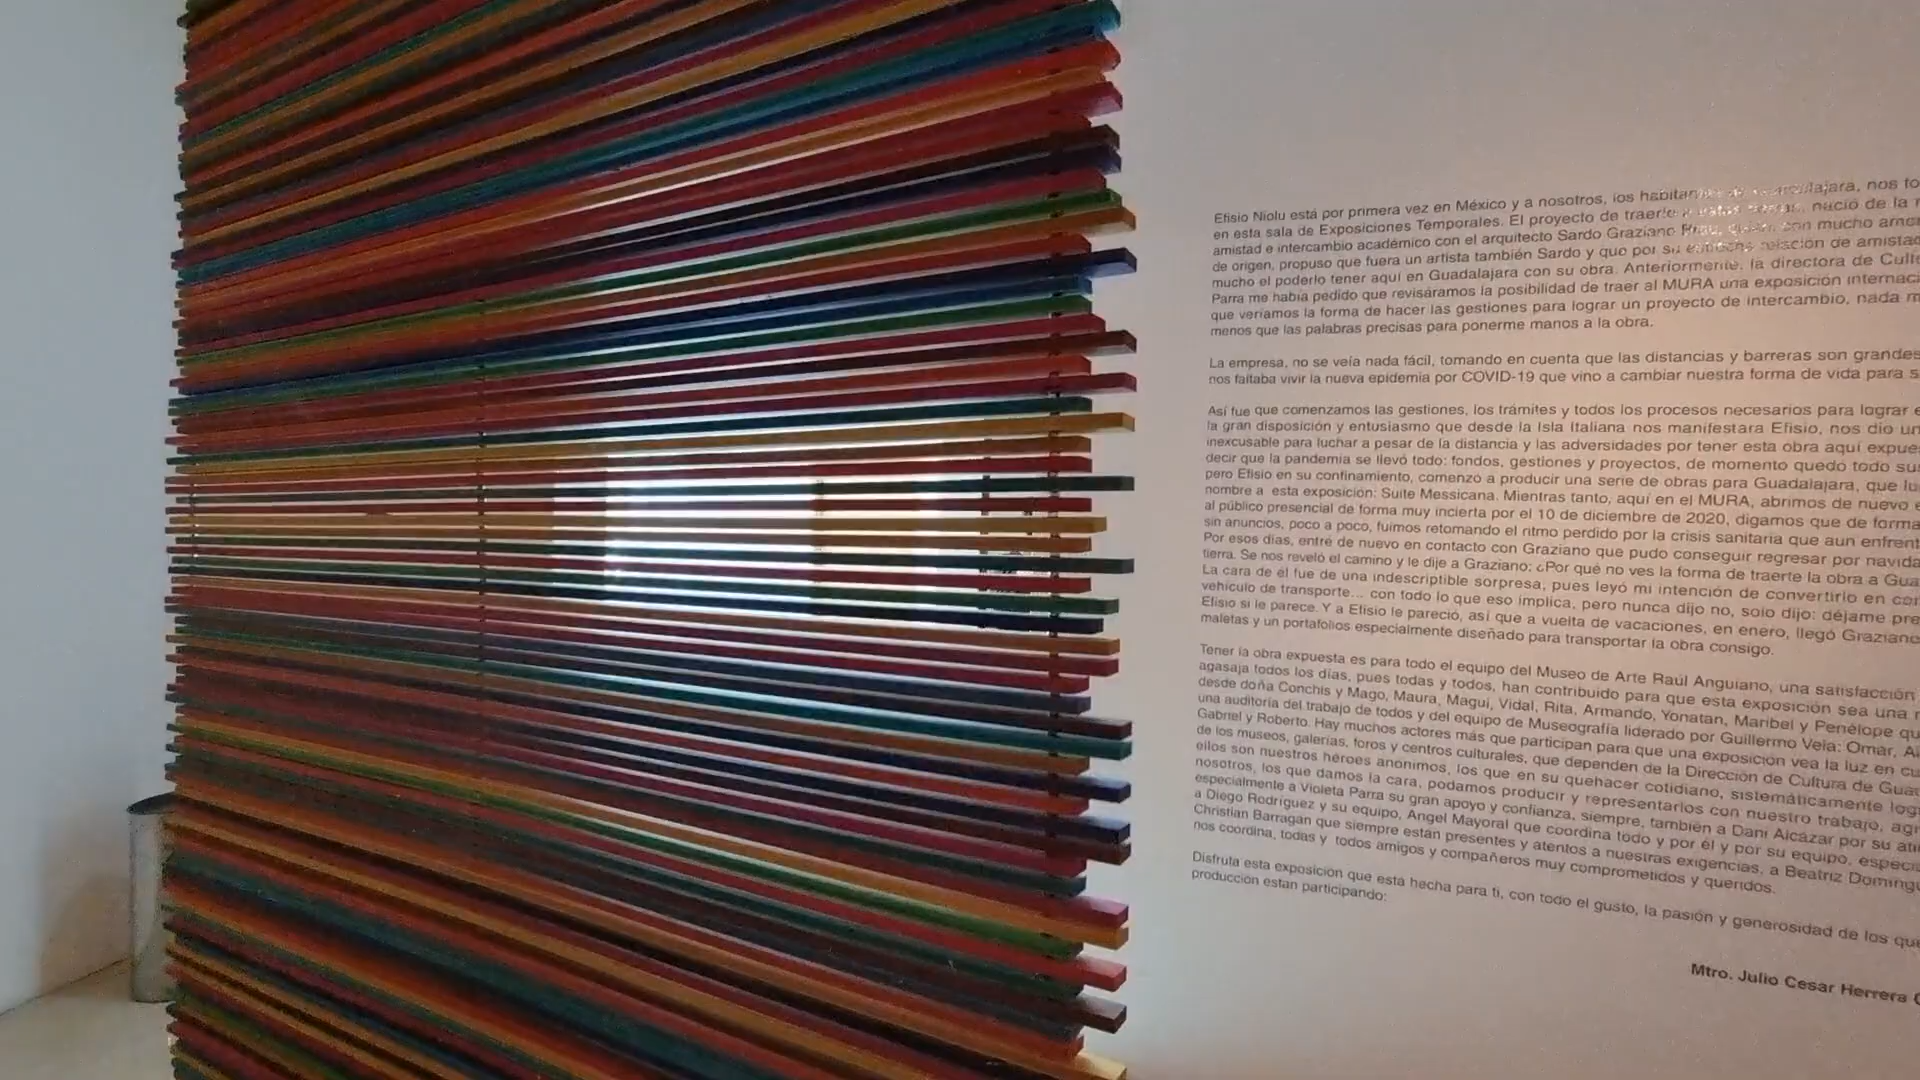 Efisio Niolu está por primera vez en México y a nosotros, los habitan jara, nos fo
en esta sala de Exposiciones Temporales. El proyecto de traerle nació de la
amistad e intercambio académico con el arquitecto Sardo Graziano con mucho
de origen, propuso que fuera un artista también Sardo y que por su estrecha relación de amistad
mucho el poderlo tener aquí en Guadalajara con su obra. Anteriormente, la directora de Cult
Parra me había pedido que revisáramos la posibilidad de traer al MURA una exposición internaci
que veríamos la forma de hacer las gestiones para lograr un proyecto de intercambio, nada m
menos que las palabras precisas para ponerme manos a la obra.
La empresa, no se veía nada fácil, tomando en cuenta que las distancias y barreras son grandes
nos faltaba vivir la nueva epidemia por COVID-19 que vino a cambiar nuestra forma de vida para s
Así fue que comenzamos las gestiones, los trámites y todos los procesos necesarios para lograr e
la gran disposición y entusiasmo que desde la Isla Italiana nos manifestara Efisio, nos dio un
inexcusable para luchar a pesar de la distancia y las adversidades por tener esta obra aquí expue
decir que la pandemia se llevó todo: fondos, gestiones y proyectos, de momento quedó todo su
pero Efisio en su confinamiento, comenzó a producir una serie de obras para Guadalajara, que lu
nombre a esta exposición: Suite Messicana. Mientras tanto, aquí en el MURA, abrimos de nuevo e
al público presencial de forma muy incierta por el 10 de diciembre de 2020, digamos que de forma
sin anuncios, poco a poco, fuimos retomando el ritmo perdido por la crisis sanitaria que aun enfrent
Por esos días, entré de nuevo en contacto con Graziano que pudo conseguir regresar por navida
tierra. Se nos reveló el camino y le dije a Graziano: ¿Por qué no ves la forma de traerte la obra a Gua
La cara de él fue de una indescriptible sorpresa, pues leyó mi intención de convertirlo en con
vehículo de transporte... con todo lo que eso implica, pero nunca dijo no, solo dijo: déjame pre
Efisio si le parece. Y a Efisio le pareció, así que a vuelta de vacaciones, en enero, llegó Graziano
maletas y un portafolios especialmente diseñado para transportar la obra consigo.
Tener la obra expuesta es para todo el equipo del Museo de Arte Raúl Anguiano, una satisfacción
agasaja todos los días, pues todas y todos, han contribuido para que esta exposición sea una
desde doña Conchis y Mago, Maura, Magui, Vidal, Rita, Armando, Yonatan, Maribel y Penélope qu
una auditoría del trabajo de todos y del equipo de Museografía liderado por Guillermo Vela: Omar, A
Gabriel y Roberto. Hay muchos actores más que participan para que una exposición vea la luz en cu
de los museos, galerías, foros y centros culturales, que dependen de la Dirección de Cultura de Gua
ellos son nuestros héroes anónimos, los que en su quehacer cotidiano, sistemáticamente log
nosotros, los que damos la cara, podamos producir y representarlos con nuestro trabajo, agr
especialmente a Violeta Parra su gran apoyo y confianza, siempre, también a Dani Alcázar por su at
a Diego Rodríguez y su equipo, Angel Mayoral que coordina todo y por él y por su equipo, especi
Christian Barragán que siempre están presentes y atentos a nuestras exigencias, a Beatriz Domíng
nos coordina, todas y todos amigos y compañeros muy comprometidos y queridos.
Disfruta esta exposición que está hecha para ti, con todo el gusto, la pasión y generosidad de los que
producción están participando:
Mtro. Julio Cesar Herrera